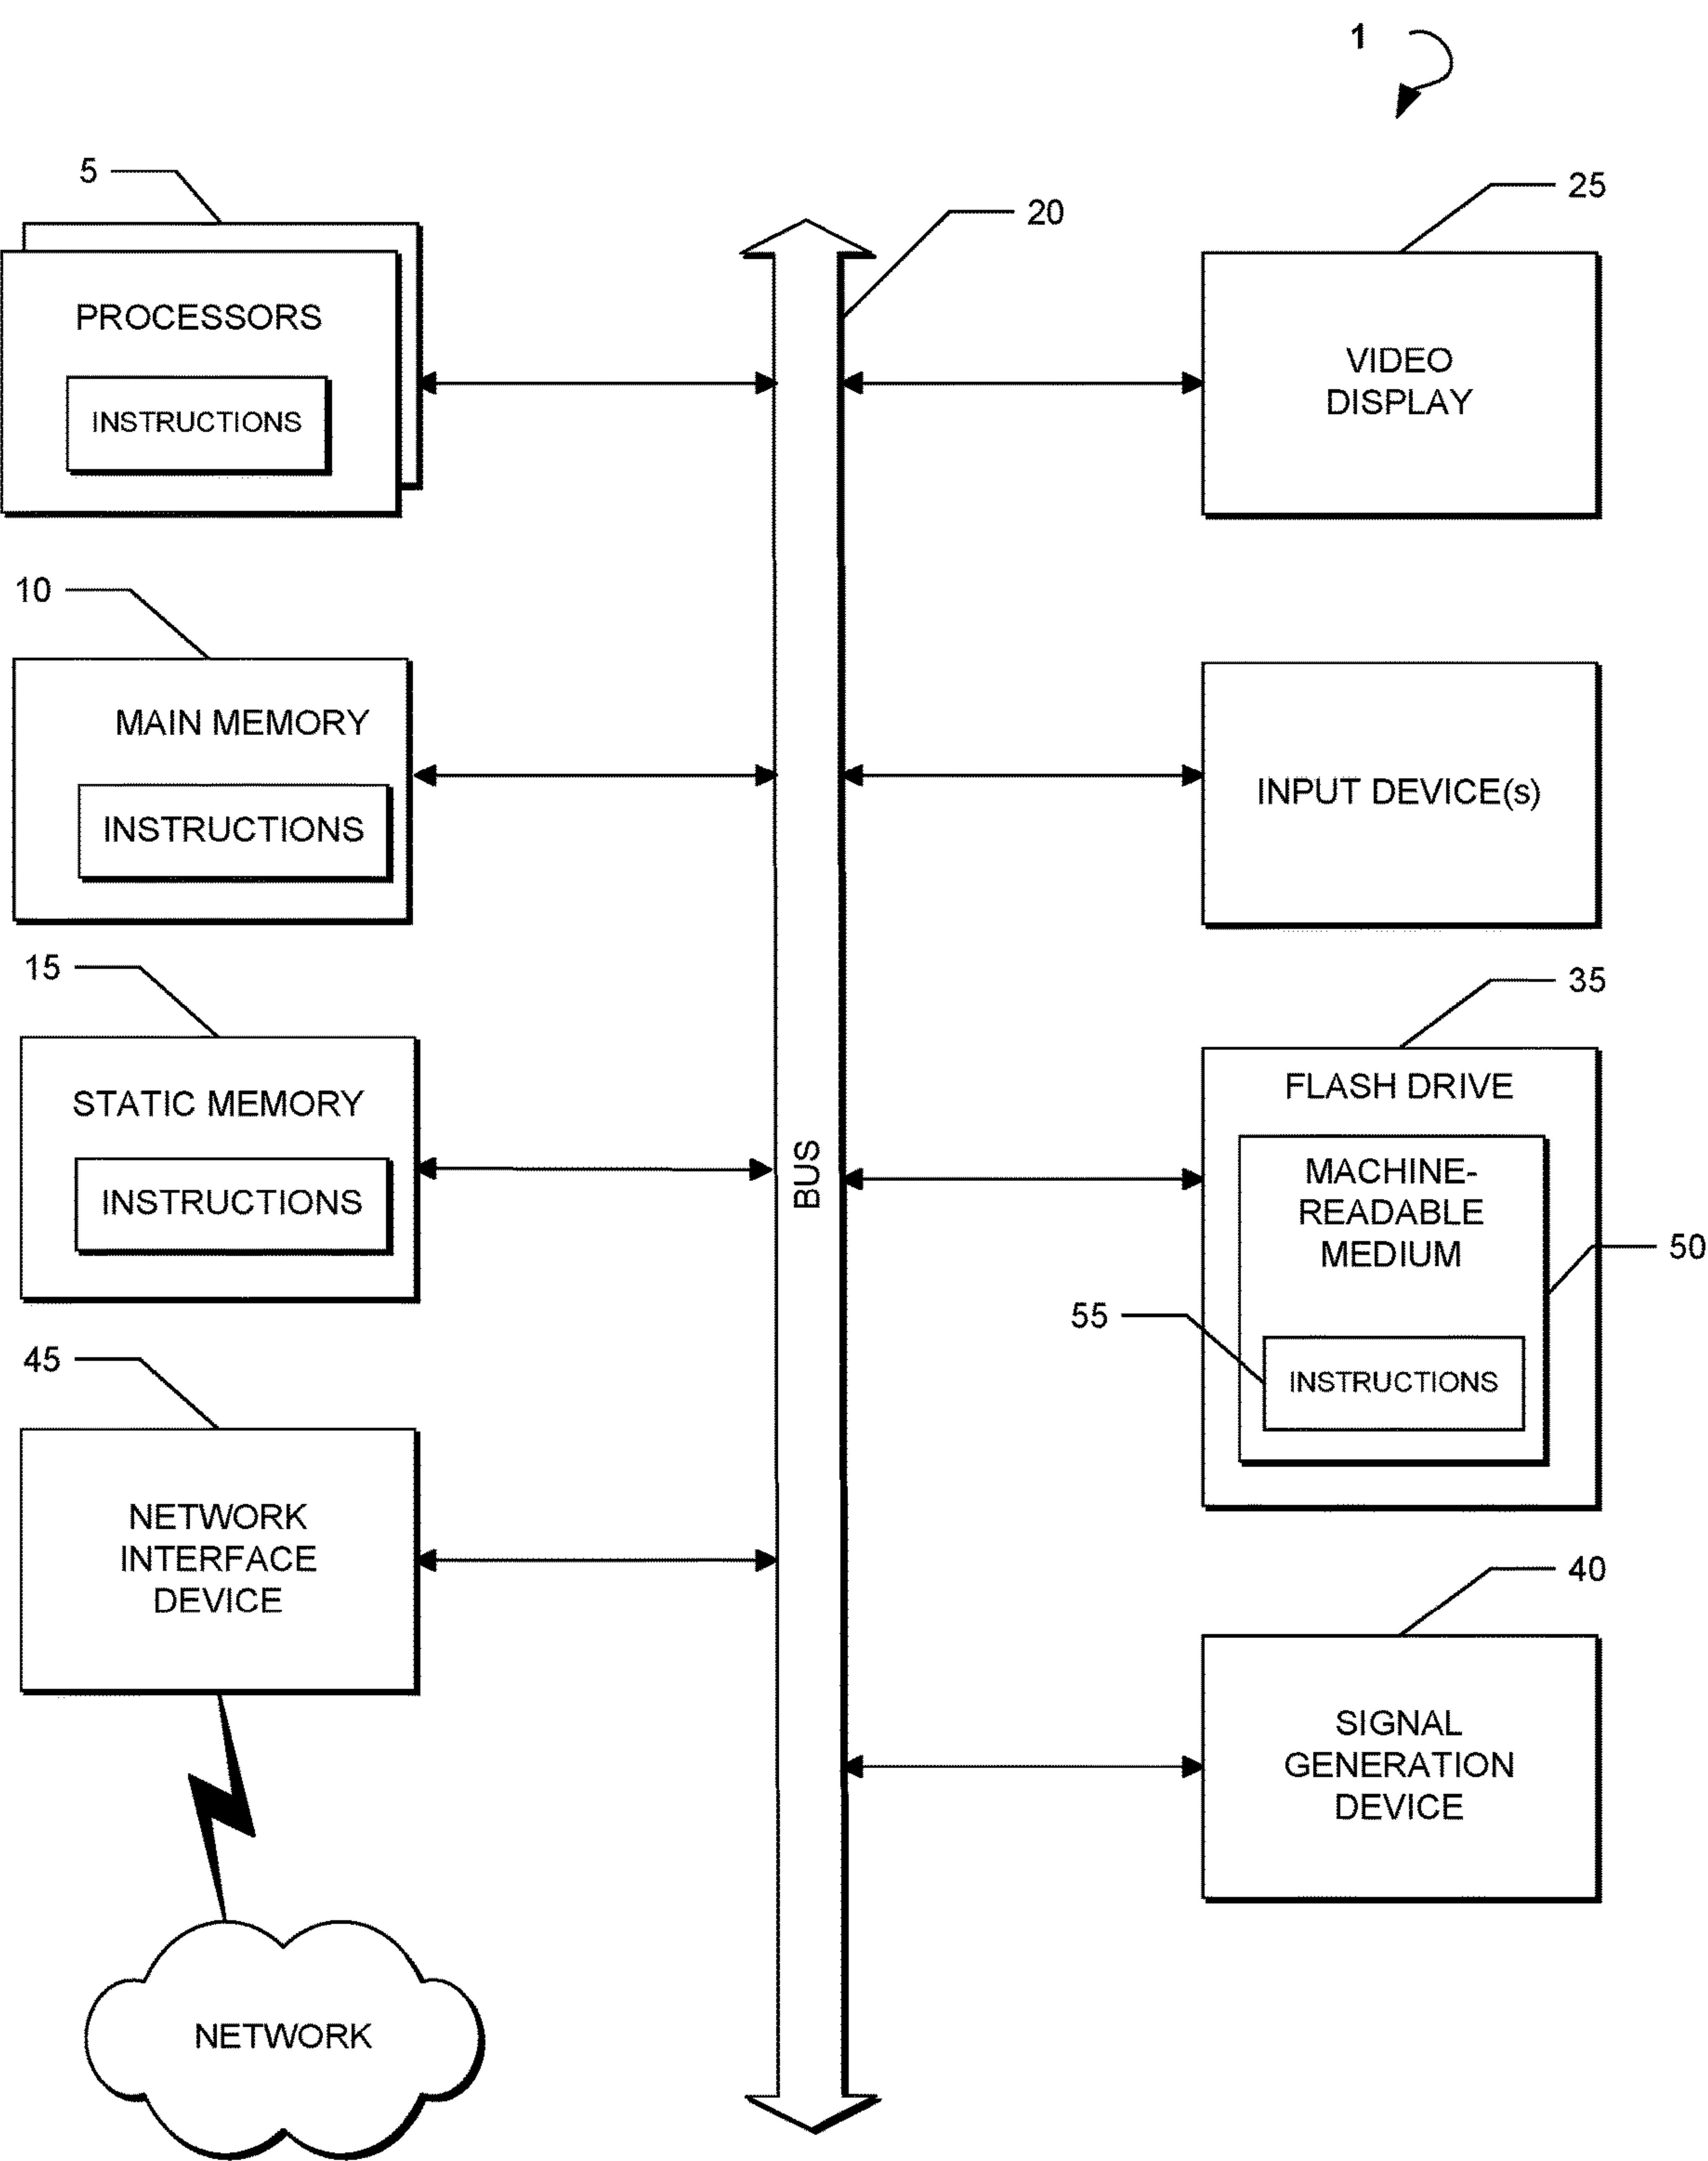 1
5
PROCESSORS
INSTRUCTIONS
10
MAIN MEMORY
INSTRUCTIONS
15
STATIC MEMORY
INSTRUCTIONS
45
NETWORK
INTERFACE
DEVICE
NETWORK
20
BUS
25
VIDEO
DISPLAY
INPUT DEVICE(s)
35
FLASH DRIVE
MACHINE-
READABLE
MEDIUM
50
55
INSTRUCTIONS
40
SIGNAL
GENERATION
DEVICE